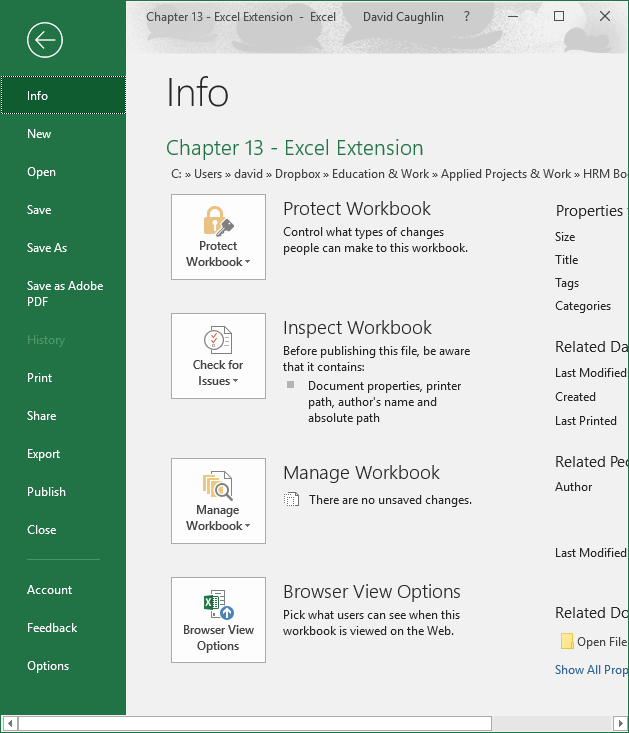 Chapter 13 - Excel Extension - Excel David Caughlin ?
Info
New
Open
Save
Save As
Save as Adobe
PDF
History
Print
Share
Export
Publish
Close
Account
Feedback
Options
Info
Chapter 13 - Excel Extension
C: » Users » david » Dropbox » Education & Work » Applied Projects & Work » HRM Bo
Protect
Workbook
Protect Workbook
Control what types of changes
people can make to this workbook.
Check for
Issues
Inspect Workbook
Before publishing this file, be aware
that it contains:
Document properties, printer
path, author's name and
absolute path
Manage
Workbook
Manage Workbook
There are no unsaved changes.
Browser View
Options
Browser View Options
Pick what users can see when this
workbook is viewed on the Web.
Properties
Size
Title
Tags
Categories
Related Da
Last Modified
Created
Last Printed
Related Peo
Author
Last Modified
Related Do
Open File
Show All Prop